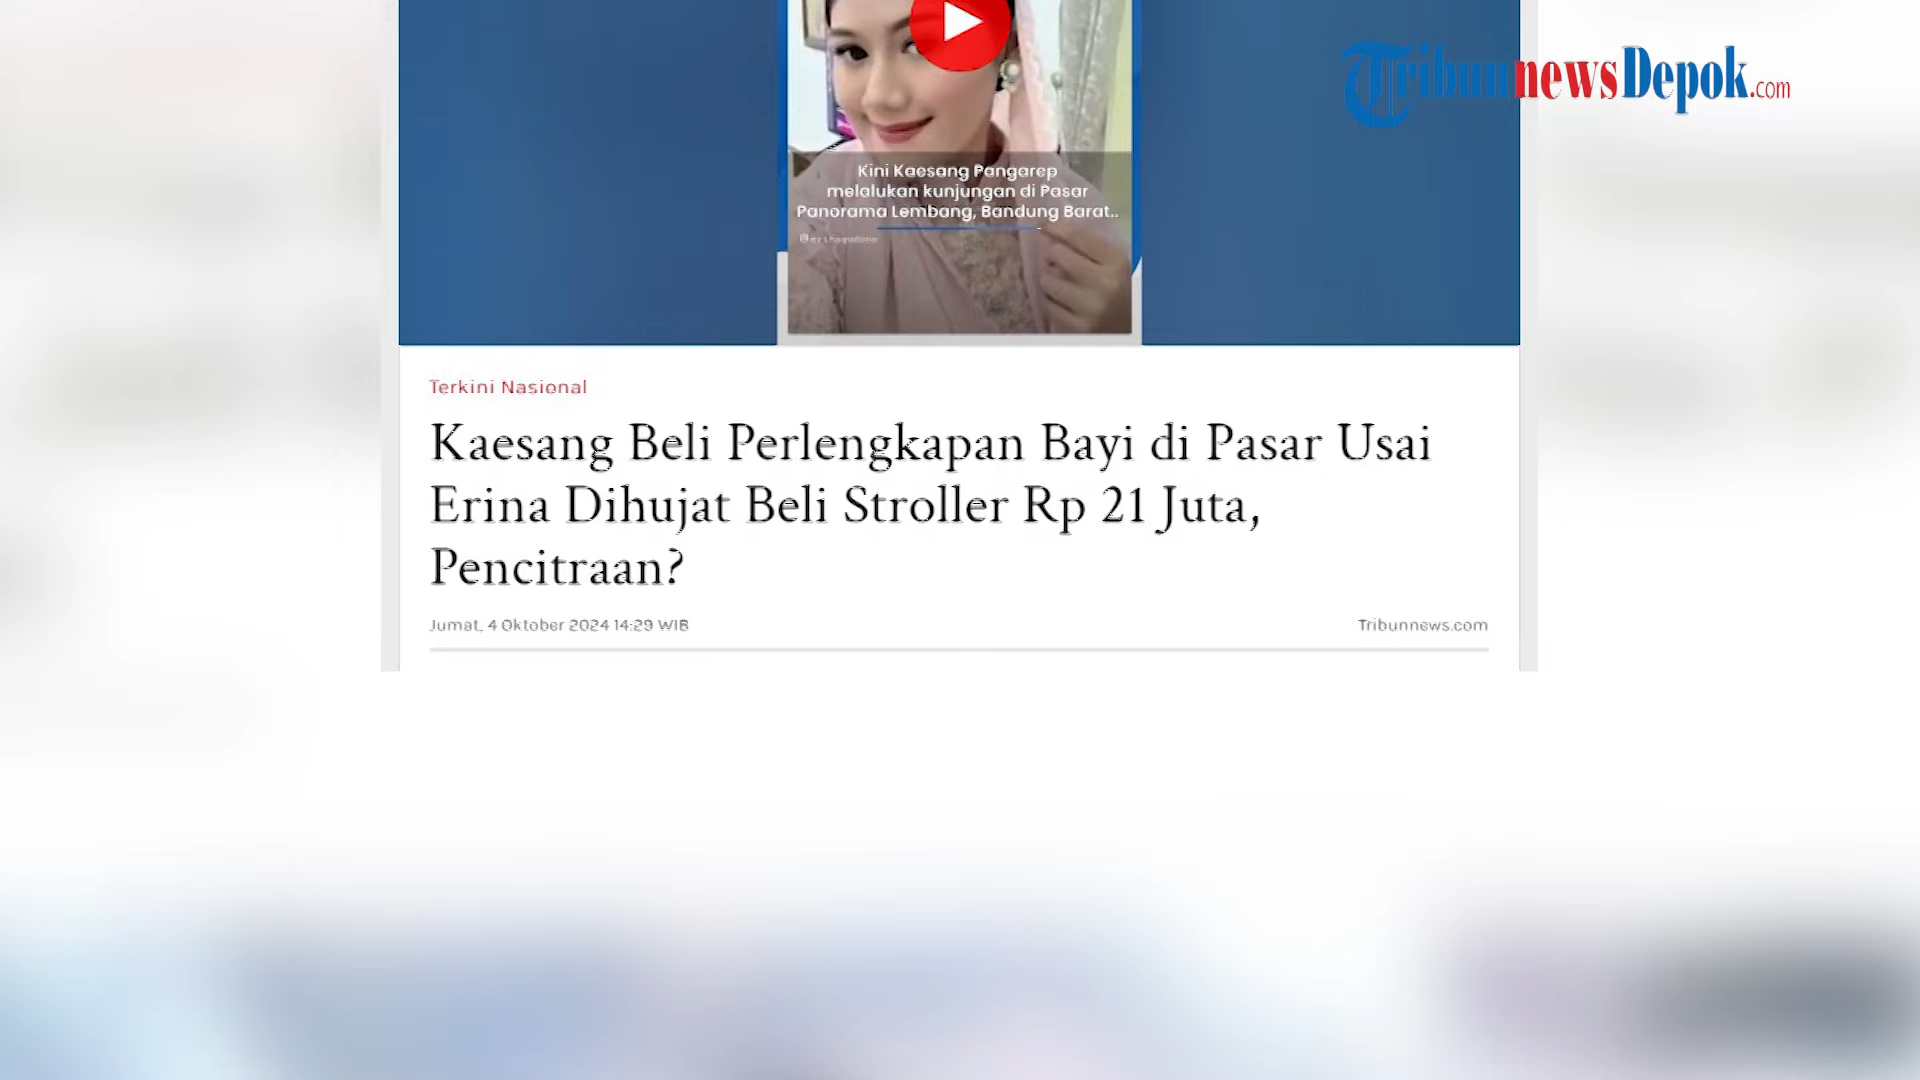 TribunnewsDepok.com
Kini Kaesang Pangarep
melalukan kunjungan di Pasar
Panorama Lembang, Bandung Barat..
Terkini Nasional
Kaesang Beli Perlengkapan Bayi di Pasar Usai
Erina Dihujat Beli Stroller Rp 21 Juta,
Pencitraan?
Jumat, 4 Oktober 2024 14:29 WIB
Tribunnews.com